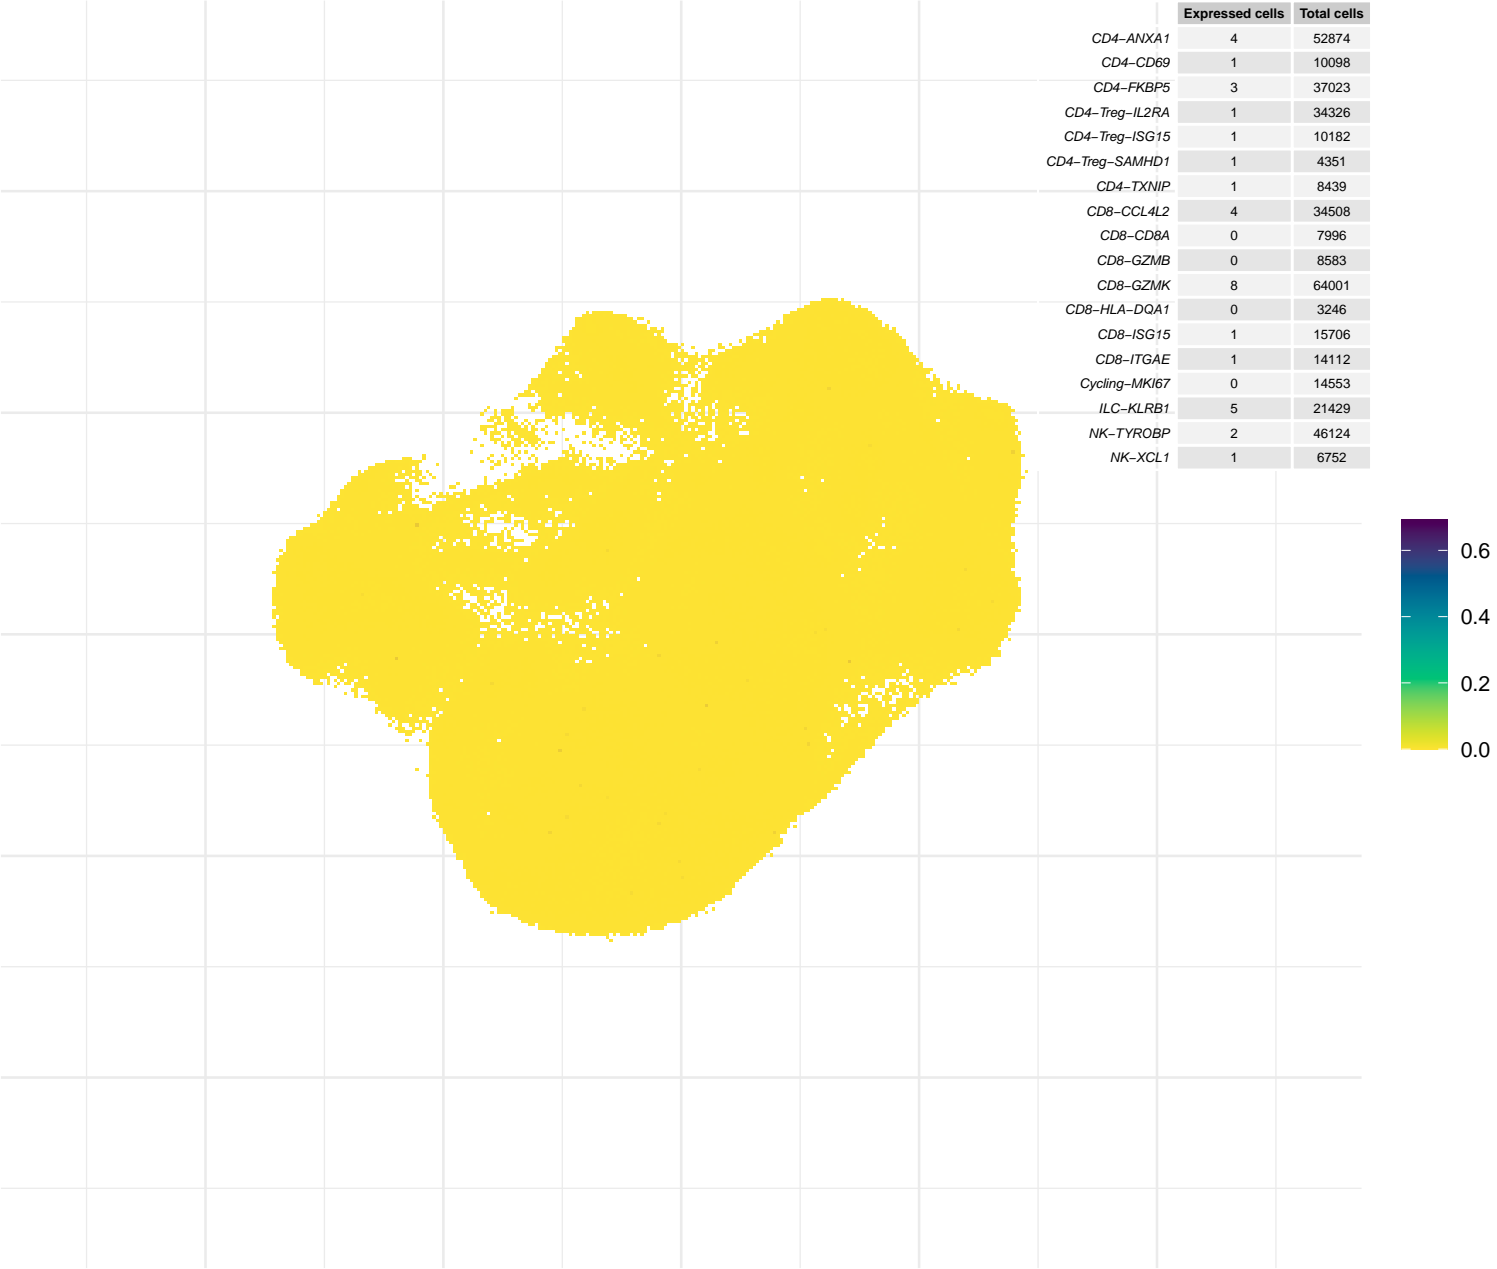 Expressed cells Total cells
CD4−ANXA1 4 52874
CD4−CD69 1 10098
CD4−FKBP5 3 37023
CD4−Treg−IL2RA 1 34326
CD4−Treg−ISG15 1 10182
CD4−Treg−SAMHD1 1 4351
CD4−TXNIP 1 8439
CD8−CCL4L2 4 34508
CD8−CD8A 0 7996
CD8−GZMB 0 8583
CD8−GZMK 8 64001
CD8−HLA−DQA1 0 3246
CD8−ISG15 1 15706
CD8−ITGAE 1 14112
Cycling−MKI67 0 14553
ILC−KLRB1 5 21429
NK−TYROBP 2 46124
NK−XCL1 1 6752
0.6
0.4
0.2
0.0